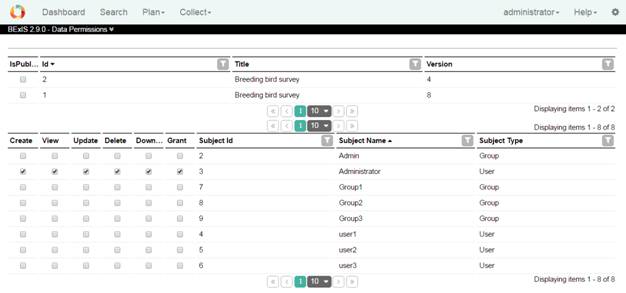 Dashboard Search Plan Collect administrator Help
BExIS 2.9.0 - Data Permissions
IsPubl... Id Title Version
2 Breeding bird survey 4
1 Breeding bird survey 8
1 10 Displaying items 1 - 2 of 2
1 10 Displaying items 1 - 8 of 8
Create View Update Delete Down... Grant Subject Id Subject Name Subject Type
2 Admin Group
3 Administrator User
7 Group1 Group
8 Group2 Group
9 Group3 Group
4 user1 User
5 user2 User
6 user3 User
1 10 Displaying items 1 - 8 of 8